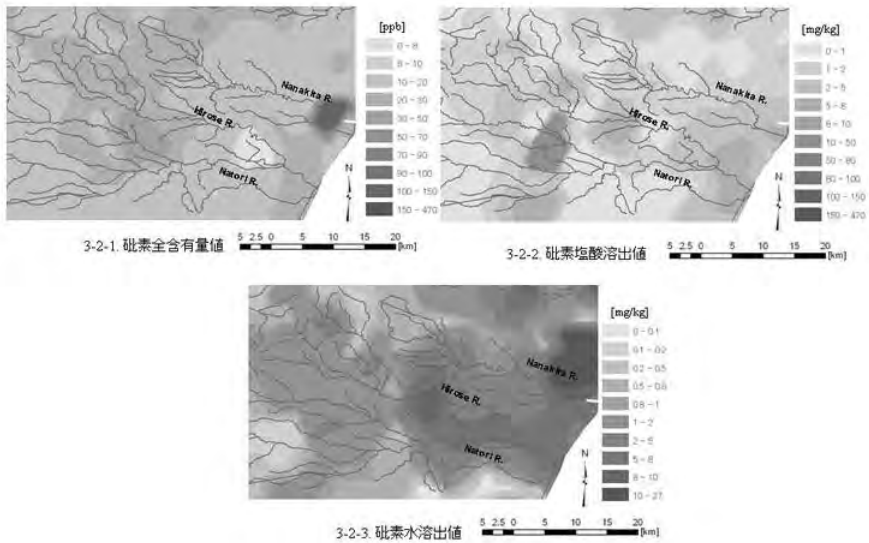 [ppb]
0 - 8
8 - 10
10 - 20
20 - 30
30 - 50
50 - 70
70 - 90
90 - 100
100 - 150
150 - 470
Nanakita R.
Hirose R.
Natori R.
N
3-2-1. 砒素全含有量値
5 2.5 0 5 10 15 20
[km]
[mg/kg]
0 - 1
1 - 2
2 - 5
5 - 8
8 - 10
10 - 50
50 - 80
80 - 100
100 - 150
150 - 470
Nanakita R.
Hirose R.
Natori R.
N
3-2-2. 砒素塩酸溶出値
5 2.5 0 5 10 15 20
[km]
[mg/kg]
0 - 0.1
0.1 - 0.2
0.2 - 0.5
0.5 - 0.8
0.8 - 1
1 - 2
2 - 5
5 - 8
8 - 10
10 - 27
Nanakita R.
Hirose R.
Natori R.
N
3-2-3. 砒素水溶出値
5 2.5 0 5 10 15 20
[km]